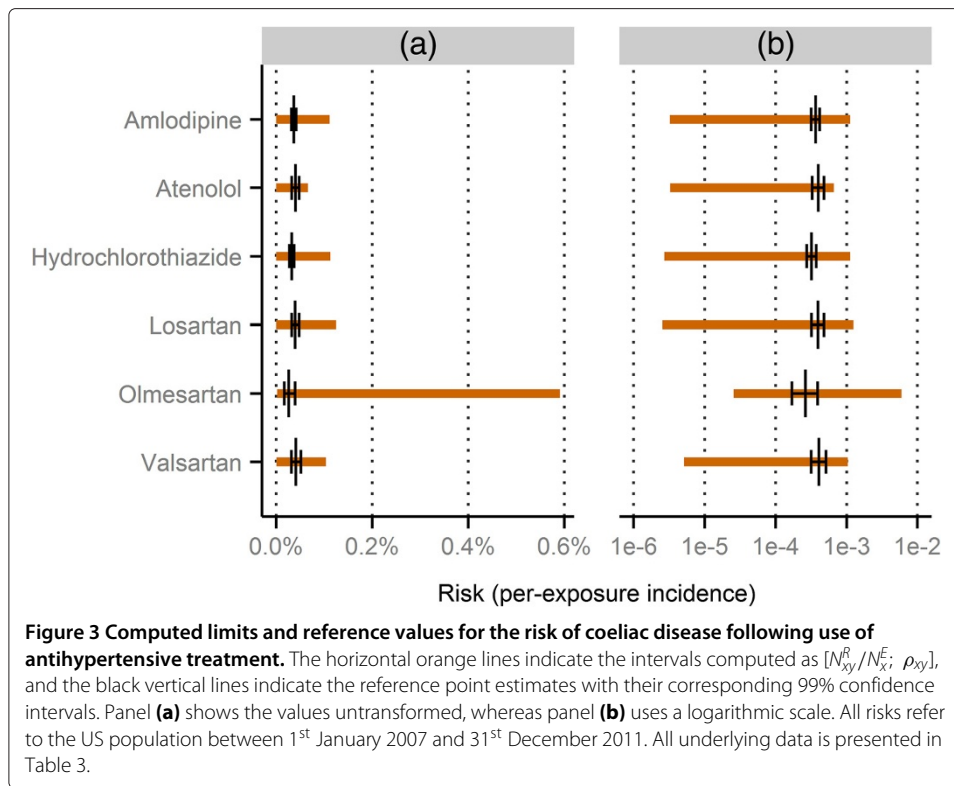 (a) (b)
Amlodipine
Atenolol
Hydrochlorothiazide
Losartan
Olmesartan
Valsartan
0.0% 0.2% 0.4% 0.6% 1e-6 1e-5 1e-4 1e-3 1e-2
Risk (per-exposure incidence)
Figure 3 Computed limits and reference values for the risk of coeliac disease following use of
antihypertensive treatment. The horizontal orange lines indicate the intervals computed as [N^R_xy/N^E_x; ρ_xy],
and the black vertical lines indicate the reference point estimates with their corresponding 99% confidence
intervals. Panel (a) shows the values untransformed, whereas panel (b) uses a logarithmic scale. All risks refer
to the US population between 1st January 2007 and 31st December 2011. All underlying data is presented in
Table 3.